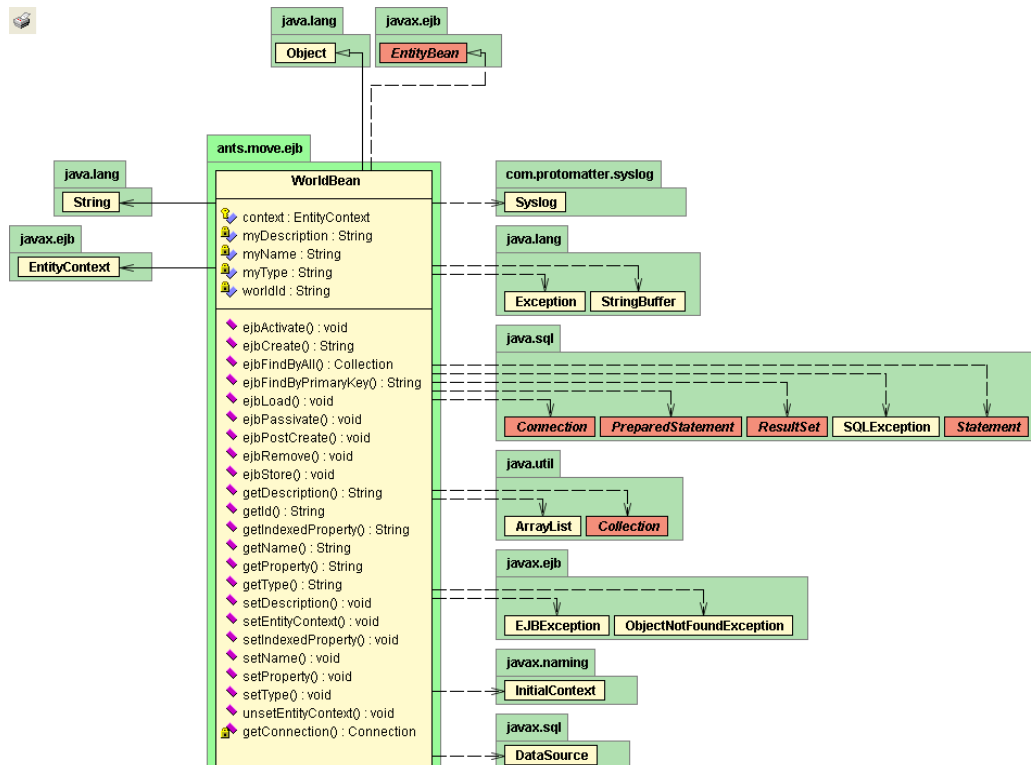 java.lang
javax.ejb
Object
EntityBean
ants.move.ejb
java.lang
WorldBean
com.protomatter.syslog
String
Syslog
context : EntityContext
myDescription : String
javax.ejb
java.lang
myName : String
EntityContext
myType : String
worldId : String
Exception
StringBuffer
ejbActivate() : void
java.sql
ejbCreate() : String
ejbFindByAll() : Collection
ejbFindByPrimaryKey() : String
ejbLoad() : void
ejbPassivate() : void
Connection
PreparedStatement
ResultSet
SQLException
Statement
ejbPostCreate() : void
ejbRemove() : void
java.util
ejbStore() : void
getDescription() : String
getId() : String
getIndexedProperty() : String
ArrayList
Collection
getName() : String
getProperty() : String
javax.ejb
getType() : String
setDescription() : void
setEntityContext() : void
EJBException
ObjectNotFoundException
setIndexedProperty() : void
setName() : void
javax.naming
setProperty() : void
setType() : void
InitialContext
unsetEntityContext() : void
getConnection() : Connection
javax.sql
DataSource